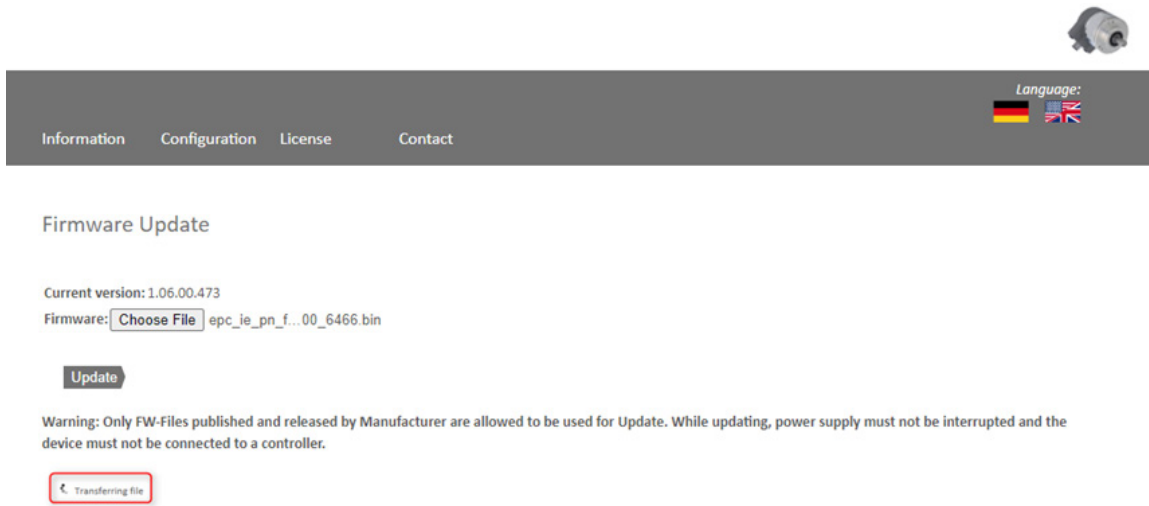 Language:
Information Configuration License Contact
Firmware Update
Current version: 1.06.00.473
Firmware: Choose File epc_ie_pn_f...00_6466.bin
Update
Warning: Only FW-Files published and released by Manufacturer are allowed to be used for Update. While updating, power supply must not be interrupted and the
device must not be connected to a controller.
Transferring file